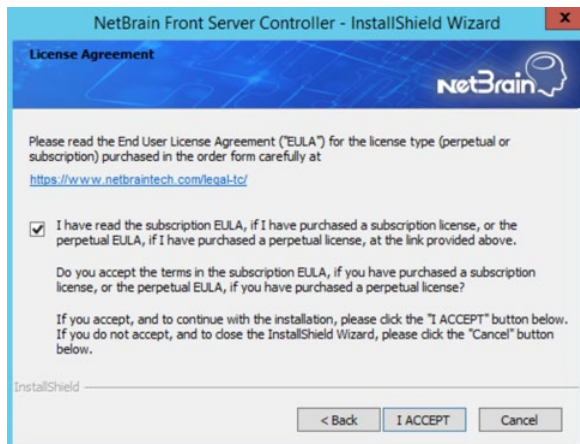 NetBrain Front Server Controller - InstallShield Wizard
x
License Agreement
NetBrain
Please read the End User License Agreement ("EULA") for the license type (perpetual or
subscription) purchased in the order form carefully at
https://www.netbraintech.com/legal-tc/
I have read the subscription EULA, if I have purchased a subscription license, or the
perpetual EULA, if I have purchased a perpetual license, at the link provided above.
Do you accept the terms in the subscription EULA, if you have purchased a subscription
license, or the perpetual EULA, if you have purchased a perpetual license?
If you accept, and to continue with the installation, please click the "I ACCEPT" button below.
If you do not accept, and to close the InstallShield Wizard, please click the "Cancel" button
below.
InstallShield
< Back
I ACCEPT
Cancel